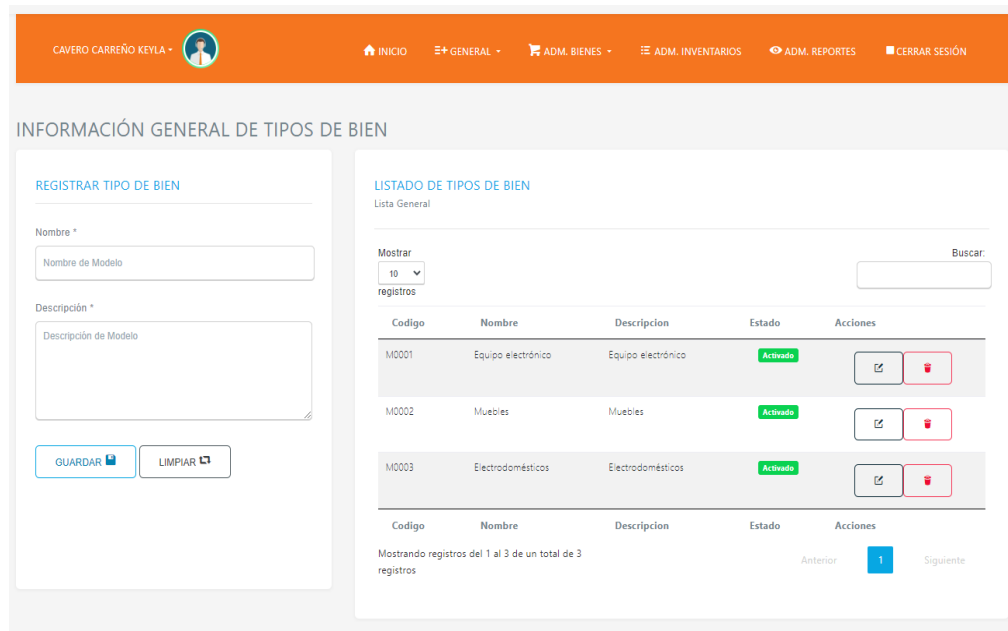 CAVERO CARREÑO KEYLA
INICIO
GENERAL
ADM. BIENES
ADM. INVENTARIOS
ADM. REPORTES
CERRAR SESIÓN
INFORMACIÓN GENERAL DE TIPOS DE BIEN
REGISTRAR TIPO DE BIEN
Nombre *
Nombre de Modelo
Descripción *
Descripción de Modelo
GUARDAR
LIMPIAR
LISTADO DE TIPOS DE BIEN
Lista General
Mostrar
10
registros
Buscar:
Codigo Nombre Descripcion Estado Acciones
M0001 Equipo electrónico Equipo electrónico Activado
M0002 Muebles Muebles Activado
M0003 Electrodomésticos Electrodomésticos Activado
Codigo Nombre Descripcion Estado Acciones
Mostrando registros del 1 al 3 de un total de 3
registros
Anterior 1 Siguiente